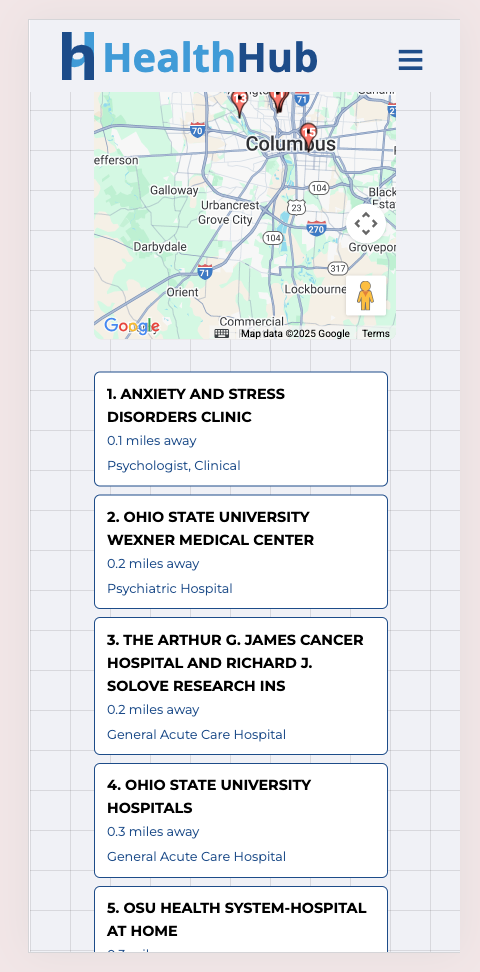 HealthHub
71
70
Columbus
15
efferson
104
Galloway
Black
Urbancrest
23
Esta
Grove City
270
104
Darbydale
Grovepor
71
317
Orient
Lockbourne
Commercial
Google
Map data ©2025 Google
Terms
1. ANXIETY AND STRESS
DISORDERS CLINIC
0.1 miles away
Psychologist, Clinical
2. OHIO STATE UNIVERSITY
WEXNER MEDICAL CENTER
0.2 miles away
Psychiatric Hospital
3. THE ARTHUR G. JAMES CANCER
HOSPITAL AND RICHARD J.
SOLOVE RESEARCH INS
0.2 miles away
General Acute Care Hospital
4. OHIO STATE UNIVERSITY
HOSPITALS
0.3 miles away
General Acute Care Hospital
5. OSU HEALTH SYSTEM-HOSPITAL
AT HOME